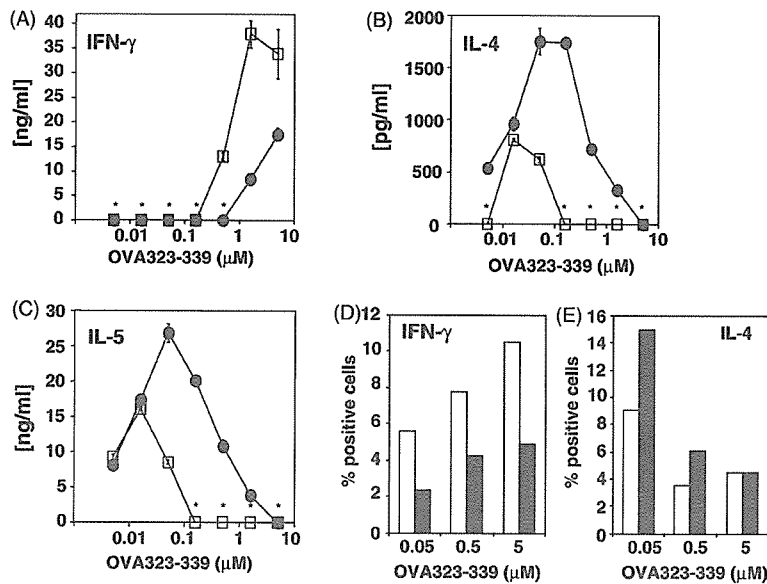 (A)
IFN-γ
[ng/ml]
40
35
30
25
20
15
10
5
0
* * * * *
0.01 0.1 1 10
OVA323-339 (μM)
(B)
IL-4
[pg/ml]
2000
1500
1000
500
0
* * * * *
0.01 0.1 1 10
OVA323-339 (μM)
(C)
IL-5
[ng/ml]
30
25
20
15
10
5
0
* * * *
0.01 0.1 1 10
OVA323-339 (μM)
(D)
IFN-γ
% positive cells
12
10
8
6
4
2
0
0.05 0.5 5
OVA323-339 (μM)
(E)
IL-4
% positive cells
16
14
12
10
8
6
4
2
0
0.05 0.5 5
OVA323-339 (μM)